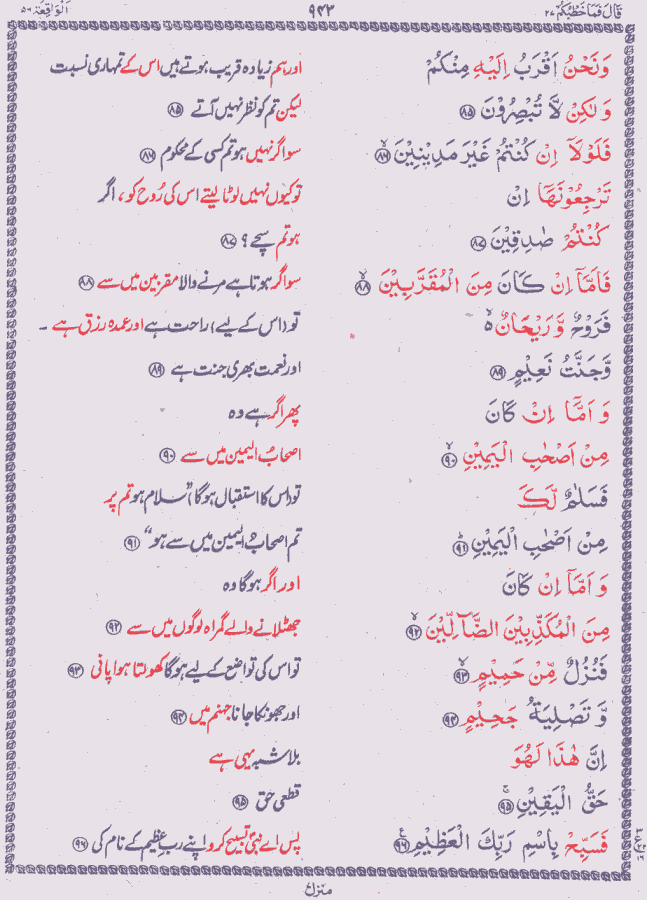 قَالَ فَمَا خَطْبُكُمْ ٢٤ ٩٤٣ اَلْوَاقِعَة ٥٦
وَنَحْنُ اَقْرَبُ اِلَيْهِ مِنْكُمْ اور ہم زیادہ قریب ہوتے ہیں اس کے تمہاری نسبت
وَلٰكِنْ لَّا تُبْصِرُوْنَ ﴿٨٥﴾ لیکن تم کو نظر نہیں آتے ﴿٨٥﴾
فَلَوْلَآ اِنْ كُنْتُمْ غَيْرَ مَدِيْنِيْنَ ﴿٨٦﴾ سو اگر نہیں ہو تم کسی کے محکوم ﴿٨٦﴾
تَرْجِعُوْنَهَآ اِنْ تو کیوں نہیں لوٹا لیتے اس کی رُوح کو، اگر
كُنْتُمْ صٰدِقِيْنَ ﴿٨٧﴾ ہو تم سچے؟ ﴿٨٧﴾
فَاَمَّآ اِنْ كَانَ مِنَ الْمُقَرَّبِيْنَ ﴿٨٨﴾ سو اگر ہوتا ہے مرنے والا مقربین میں سے ﴿٨٨﴾
فَرَوْحٌ وَّرَيْحَانٌ ۙ تو (اس کے لیے) راحت ہے اور عمدہ رزق ہے ۔
وَّجَنَّتُ نَعِيْمٍ ﴿٨٩﴾ اور نعمت بھری جنت ہے ﴿٨٩﴾
وَاَمَّآ اِنْ كَانَ پھر اگر ہے وہ
مِنْ اَصْحٰبِ الْيَمِيْنِ ﴿٩٠﴾ اصحابُ الیمین میں سے ﴿٩٠﴾
فَسَلٰمٌ لَّكَ تو (اس کا استقبال ہوگا) ”سلام ہو تم پر
مِنْ اَصْحٰبِ الْيَمِيْنِ ﴿٩١﴾ تم اصحابُ الیمین میں سے ہو“ ﴿٩١﴾
وَاَمَّآ اِنْ كَانَ اور اگر ہوگا وہ
مِنَ الْمُكَذِّبِيْنَ الضَّآلِّيْنَ ﴿٩٢﴾ جھٹلانے والے گمراہ لوگوں میں سے ﴿٩٢﴾
فَنُزُلٌ مِّنْ حَمِيْمٍ ﴿٩٣﴾ تو اس کی تواضع کے لیے ہوگا کھولتا ہوا پانی ﴿٩٣﴾
وَّتَصْلِيَةُ جَحِيْمٍ ﴿٩٤﴾ اور جھونکا جانا جہنم میں ﴿٩٤﴾
اِنَّ هٰذَا لَهُوَ بلاشبہ یہی ہے
حَقُّ الْيَقِيْنِ ﴿٩٥﴾ قطعی حق ﴿٩٥﴾
فَسَبِّحْ بِاسْمِ رَبِّكَ الْعَظِيْمِ ﴿٩٦﴾ پس اے نبیؐ تسبیح کرو اپنے ربِ عظیم کے نام کی ﴿٩٦﴾
منزل